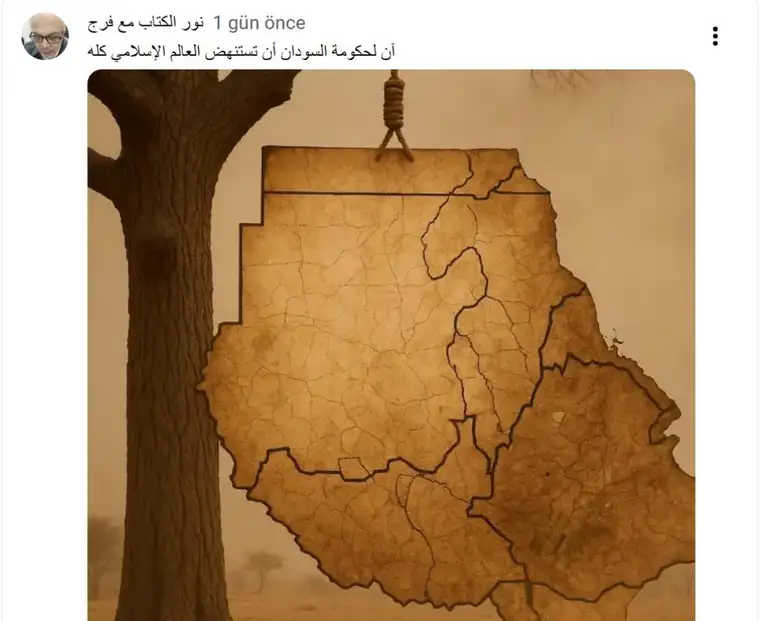 نور الكتاب مع فرج 1 gün önce
آن لحكومة السودان أن تستنهض العالم الإسلامي كله